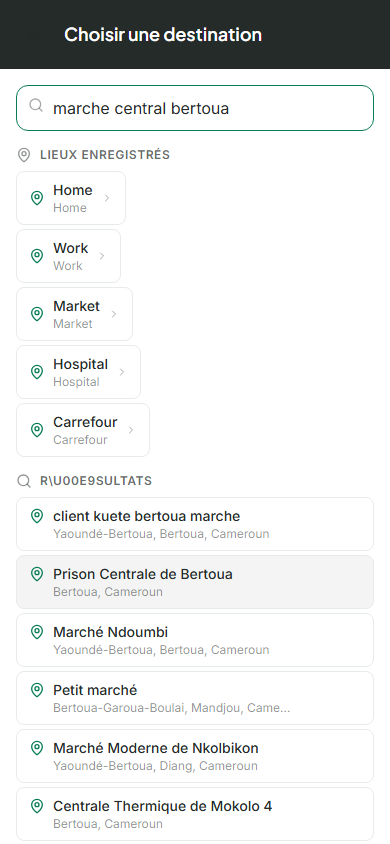 Choisir une destination
marche central bertoua
LIEUX ENREGISTRÉS
Home
Home
Work
Work
Market
Market
Hospital
Hospital
Carrefour
Carrefour
R\U00E9SULTATS
client kuete bertoua marche
Yaoundé-Bertoua, Bertoua, Cameroun
Prison Centrale de Bertoua
Bertoua, Cameroun
Marché Ndoumbi
Yaoundé-Bertoua, Bertoua, Cameroun
Petit marché
Bertoua-Garoua-Boulai, Mandjou, Came...
Marché Moderne de Nkolbikon
Yaoundé-Bertoua, Diang, Cameroun
Centrale Thermique de Mokolo 4
Bertoua, Cameroun